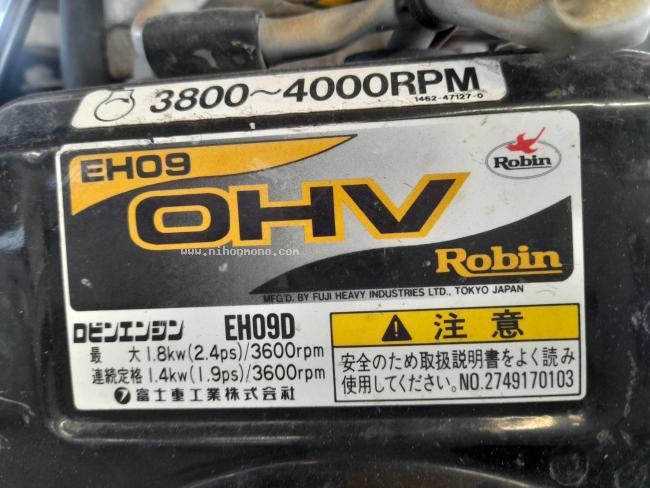 3800～4000RPM
1462-47127-0
EH09
OHV
Robin
www.nihonmono.com
Robin
MFG'D. BY FUJI HEAVY INDUSTRIES LTD., TOKYO JAPAN
ロビンエンジン EH09D
最大1.8kw(2.4ps)/3600rpm
連続定格1.4kw(1.9ps)/3600rpm
富士重工業株式会社
注意
安全のため取扱説明書をよく読み
使用してください。NO.2749170103